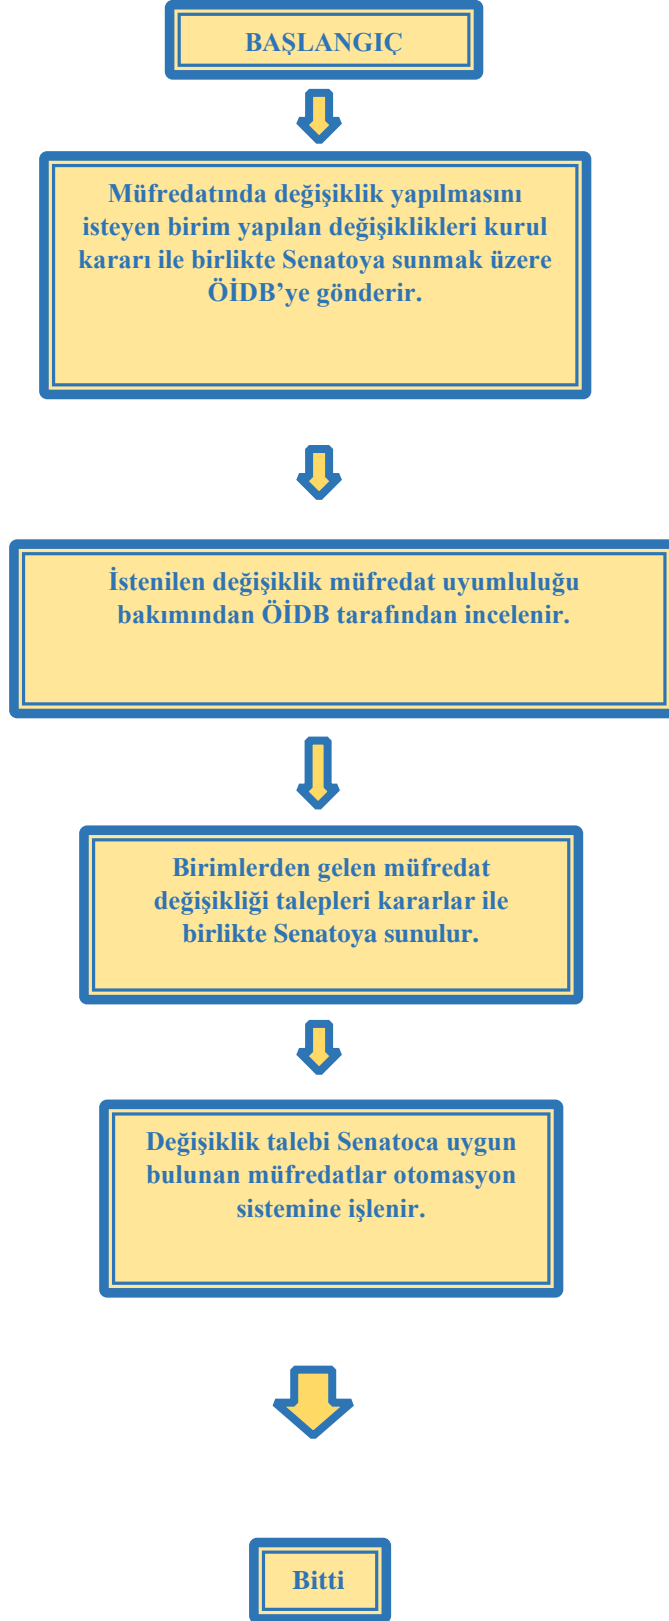 BAŞLANGIÇ
Müfredatında değişiklik yapılmasını
isteyen birim yapılan değişiklikleri kurul
kararı ile birlikte Senatoya sunmak üzere
ÖİDB’ye gönderir.
İstenilen değişiklik müfredat uyumluluğu
bakımından ÖİDB tarafından incelenir.
Birimlerden gelen müfredat
değişikliği talepleri kararlar ile
birlikte Senatoya sunulur.
Değişiklik talebi Senatoca uygun
bulunan müfredatlar otomasyon
sistemine işlenir.
Bitti